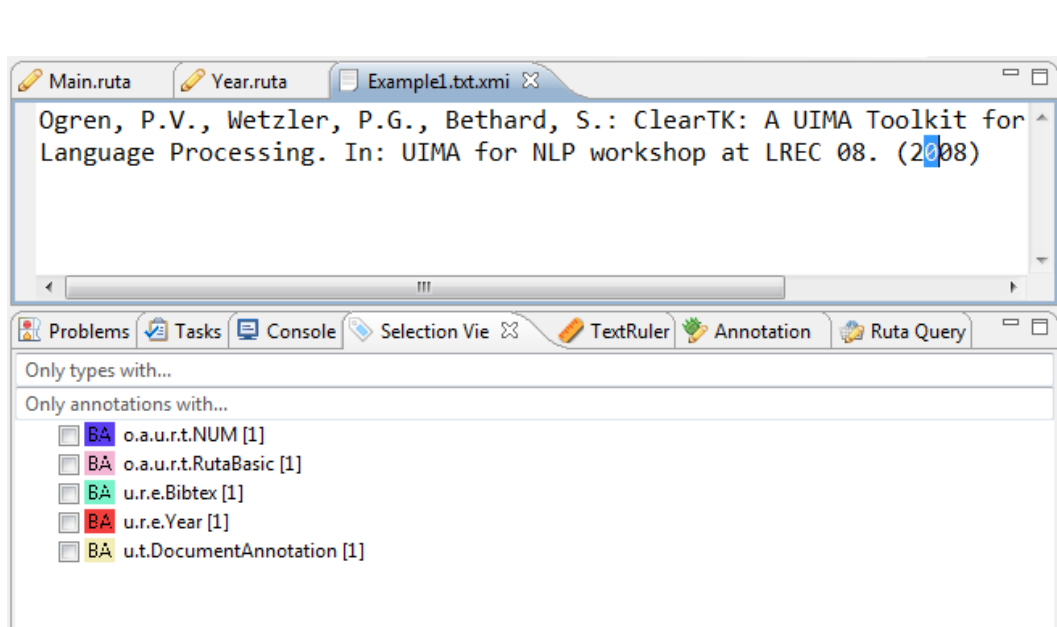 Main.ruta Year.ruta Example1.txt.xmi
Ogren, P.V., Wetzler, P.G., Bethard, S.: ClearTK: A UIMA Toolkit for
Language Processing. In: UIMA for NLP workshop at LREC 08. (2008)
Problems Tasks Console Selection Vie TextRuler Annotation Ruta Query
Only types with...
Only annotations with...
BA o.a.u.r.t.NUM [1]
BA o.a.u.r.t.RutaBasic [1]
BA u.r.e.Bibtex [1]
BA u.r.e.Year [1]
BA u.t.DocumentAnnotation [1]